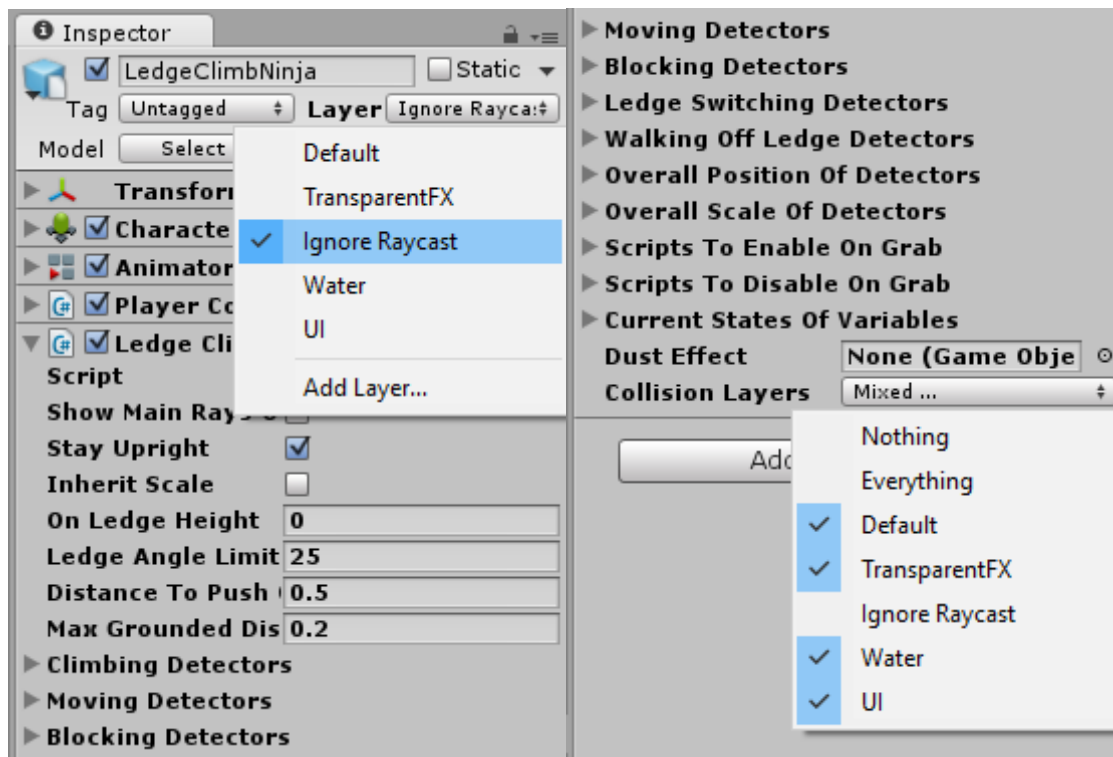 Inspector
LedgeClimbNinja Static
Tag Untagged Layer Ignore Raycas
Model Select
Default
TransparentFX
Ignore Raycast
Water
UI
Add Layer...
Transfor
Characte
Animator
Player Co
Ledge Cli
Script
Show Main Rays
Stay Upright
Inherit Scale
On Ledge Height 0
Ledge Angle Limit 25
Distance To Push 0.5
Max Grounded Dis 0.2
Climbing Detectors
Moving Detectors
Blocking Detectors
Moving Detectors
Blocking Detectors
Ledge Switching Detectors
Walking Off Ledge Detectors
Overall Position Of Detectors
Overall Scale Of Detectors
Scripts To Enable On Grab
Scripts To Disable On Grab
Current States Of Variables
Dust Effect None (Game Obje
Collision Layers Mixed ...
Add
Nothing
Everything
Default
TransparentFX
Ignore Raycast
Water
UI